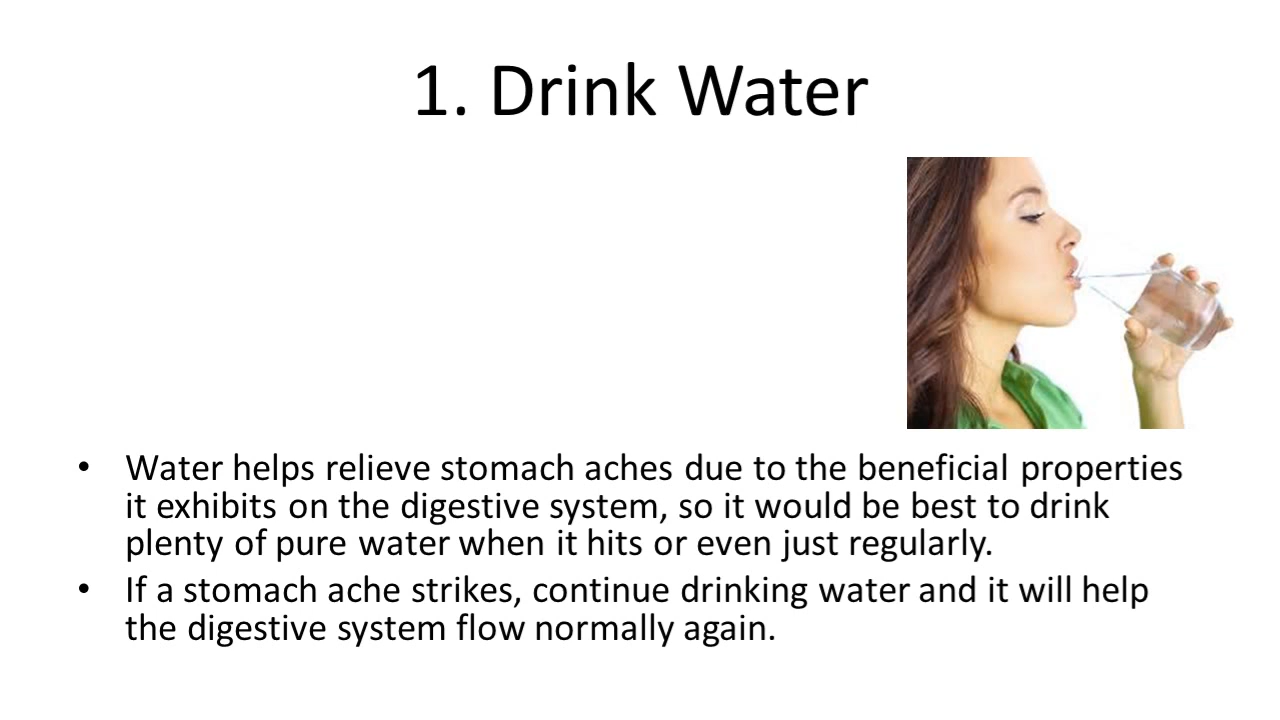 1. Drink Water
• Water helps relieve stomach aches due to the beneficial properties
it exhibits on the digestive system, so it would be best to drink
plenty of pure water when it hits or even just regularly.
• If a stomach ache strikes, continue drinking water and it will help
the digestive system flow normally again.